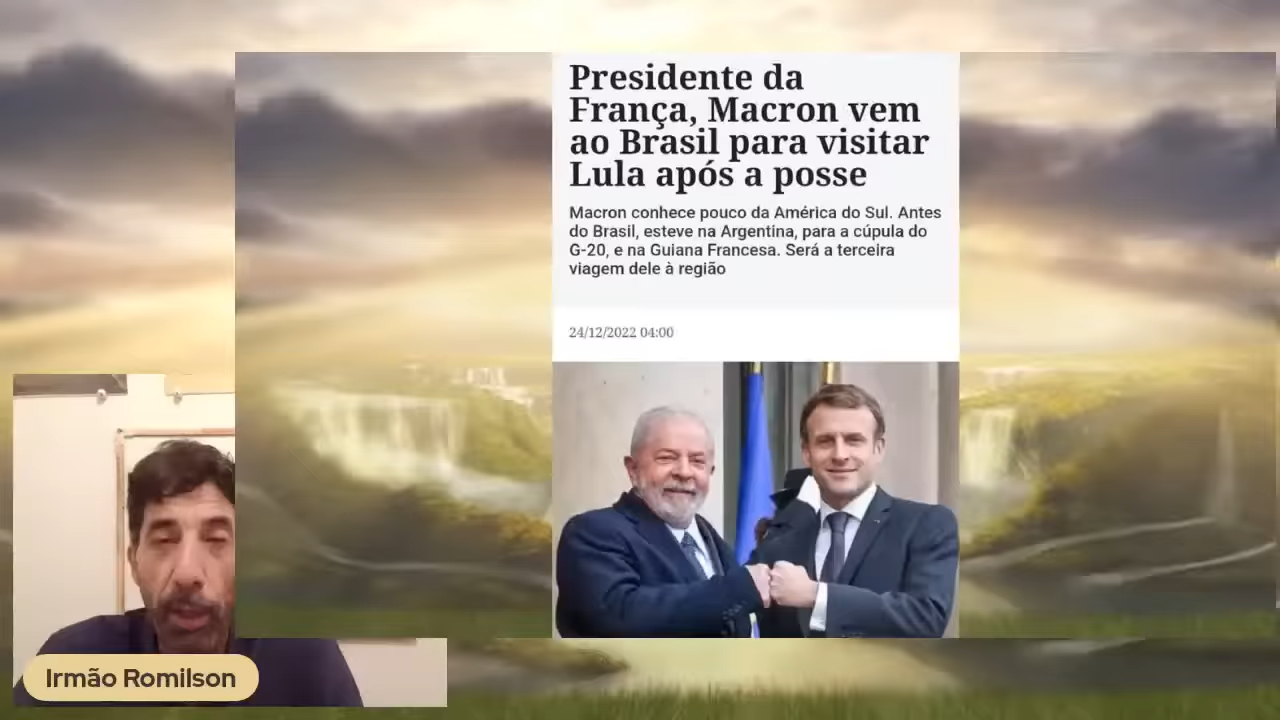 Presidente da
França, Macron vem
ao Brasil para visitar
Lula após a posse
Macron conhece pouco da América do Sul. Antes
do Brasil, esteve na Argentina, para a cúpula do
G-20, e na Guiana Francesa. Será a terceira
viagem dele à região
24/12/2022 04:00
Irmão Romilson